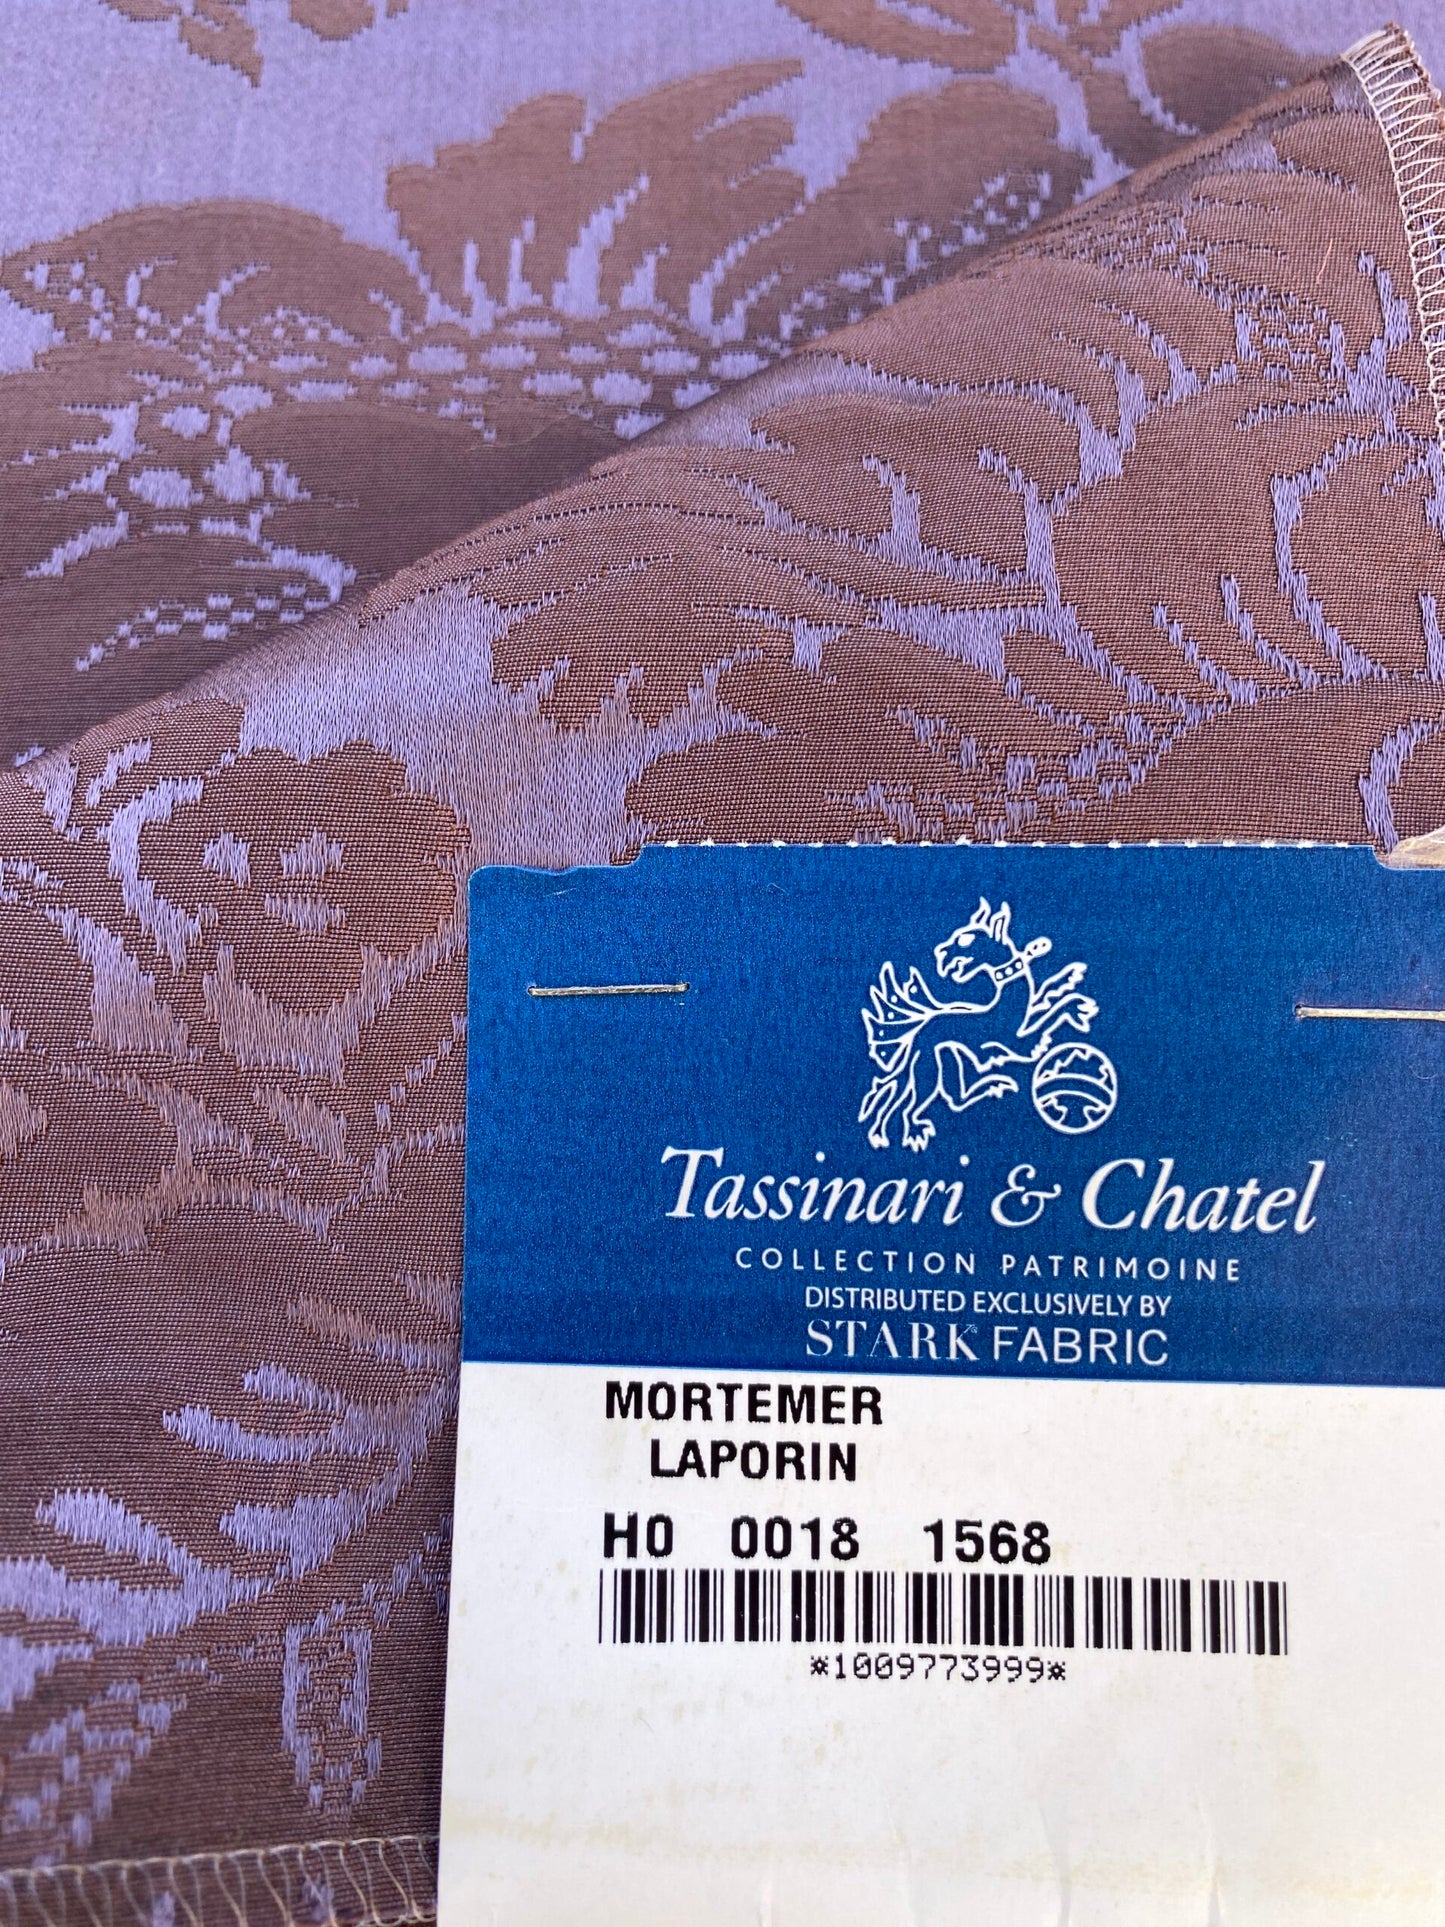 Tassinari & Chatel
COLLECTION PATRIMOINE
DISTRIBUTED EXCLUSIVELY BY
STARK FABRIC
MORTEMER
LAPORIN
H0 0018 1568
*1009773999*